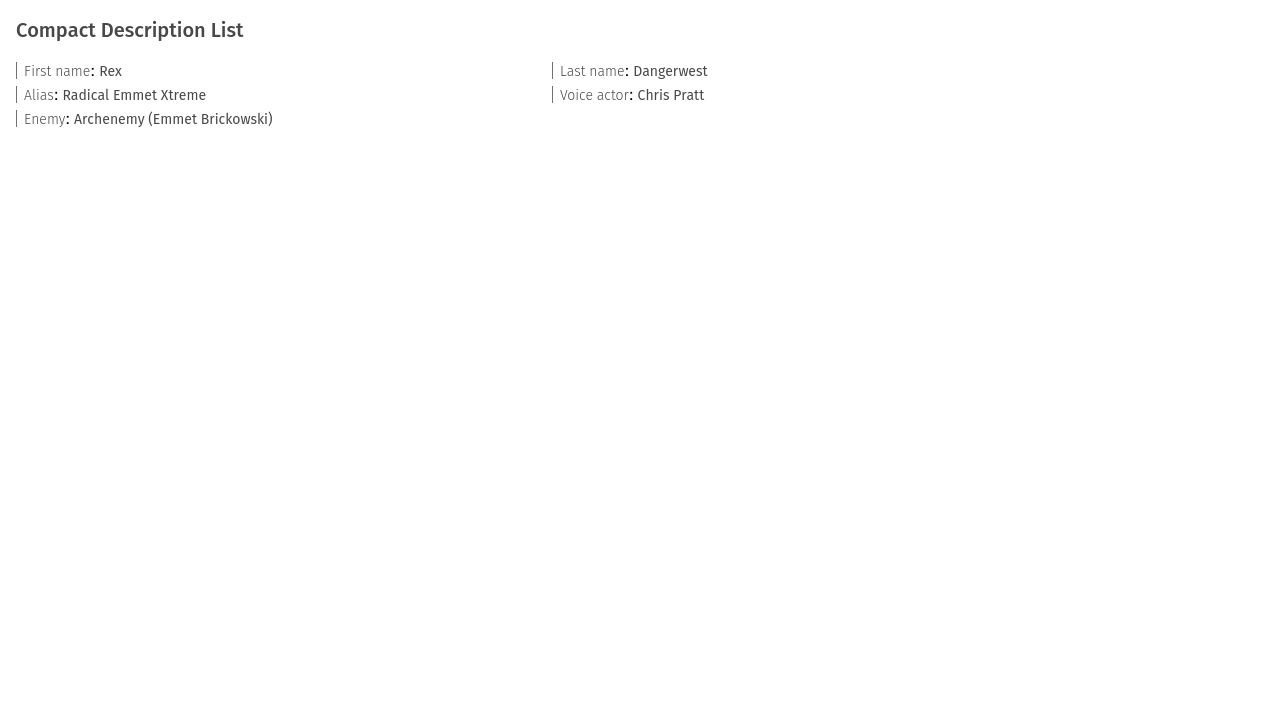 Compact Description List
First name: Rex
Last name: Dangerwest
Alias: Radical Emmet Xtreme
Voice actor: Chris Pratt
Enemy: Archenemy (Emmet Brickowski)